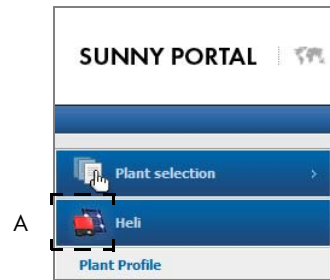 SUNNY PORTAL
Plant selection
A
Heli
Plant Profile